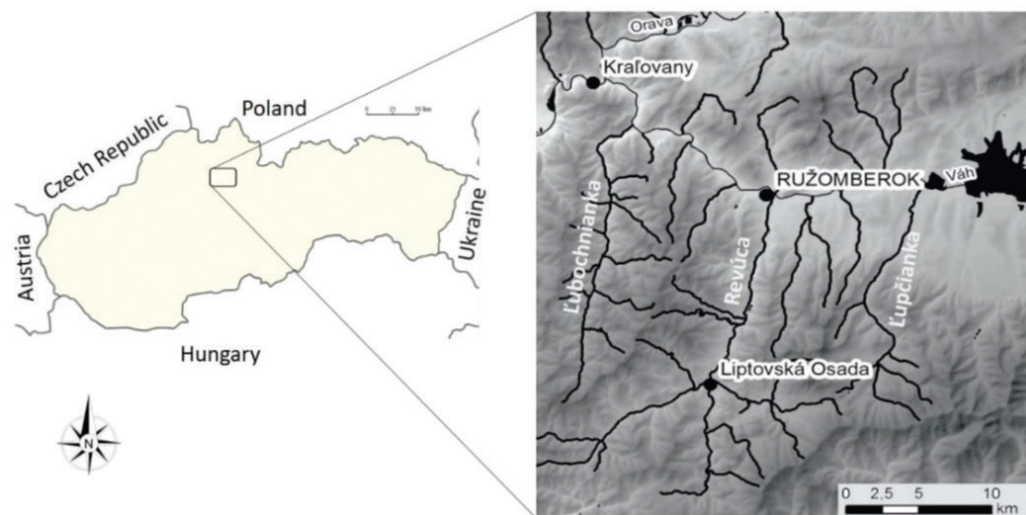 Poland
Czech Republic
Austria
Ukraine
Hungary
N
Orava
Kraľovany
RUŽOMBEROK
Váh
Ľubochnianka
Revúca
Ľupčianka
Liptovská Osada
0 2,5 5 10
km